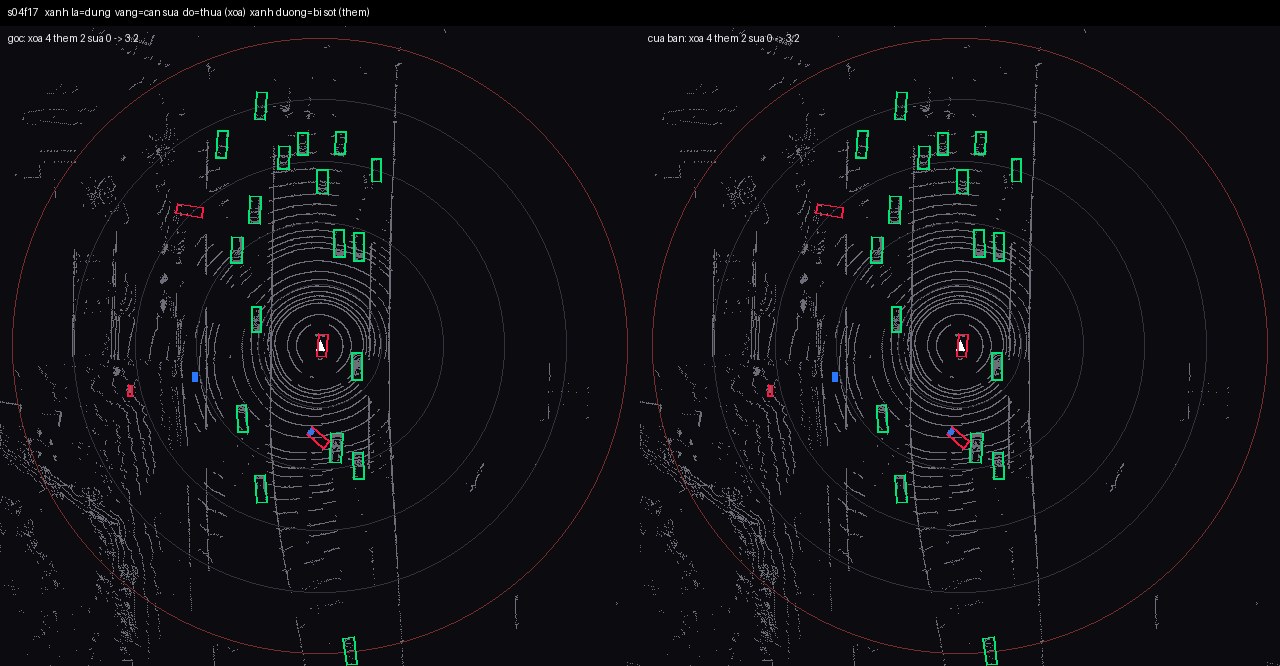 s04f17 xanh la=dung vang=can sua do=thua (xoa) xanh duong=bi sot (them)
goc: xoa 4 them 2 sua 0 -> 3.2
cua ban: xoa 4 them 2 sua 0 -> 3.2